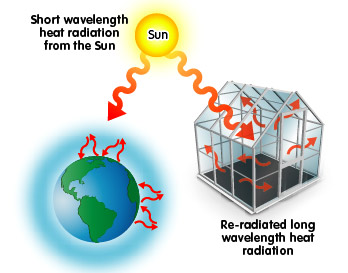 Short wavelength
heat radiation
from the Sun
Sun
Re-radiated long
wavelength heat
radiation